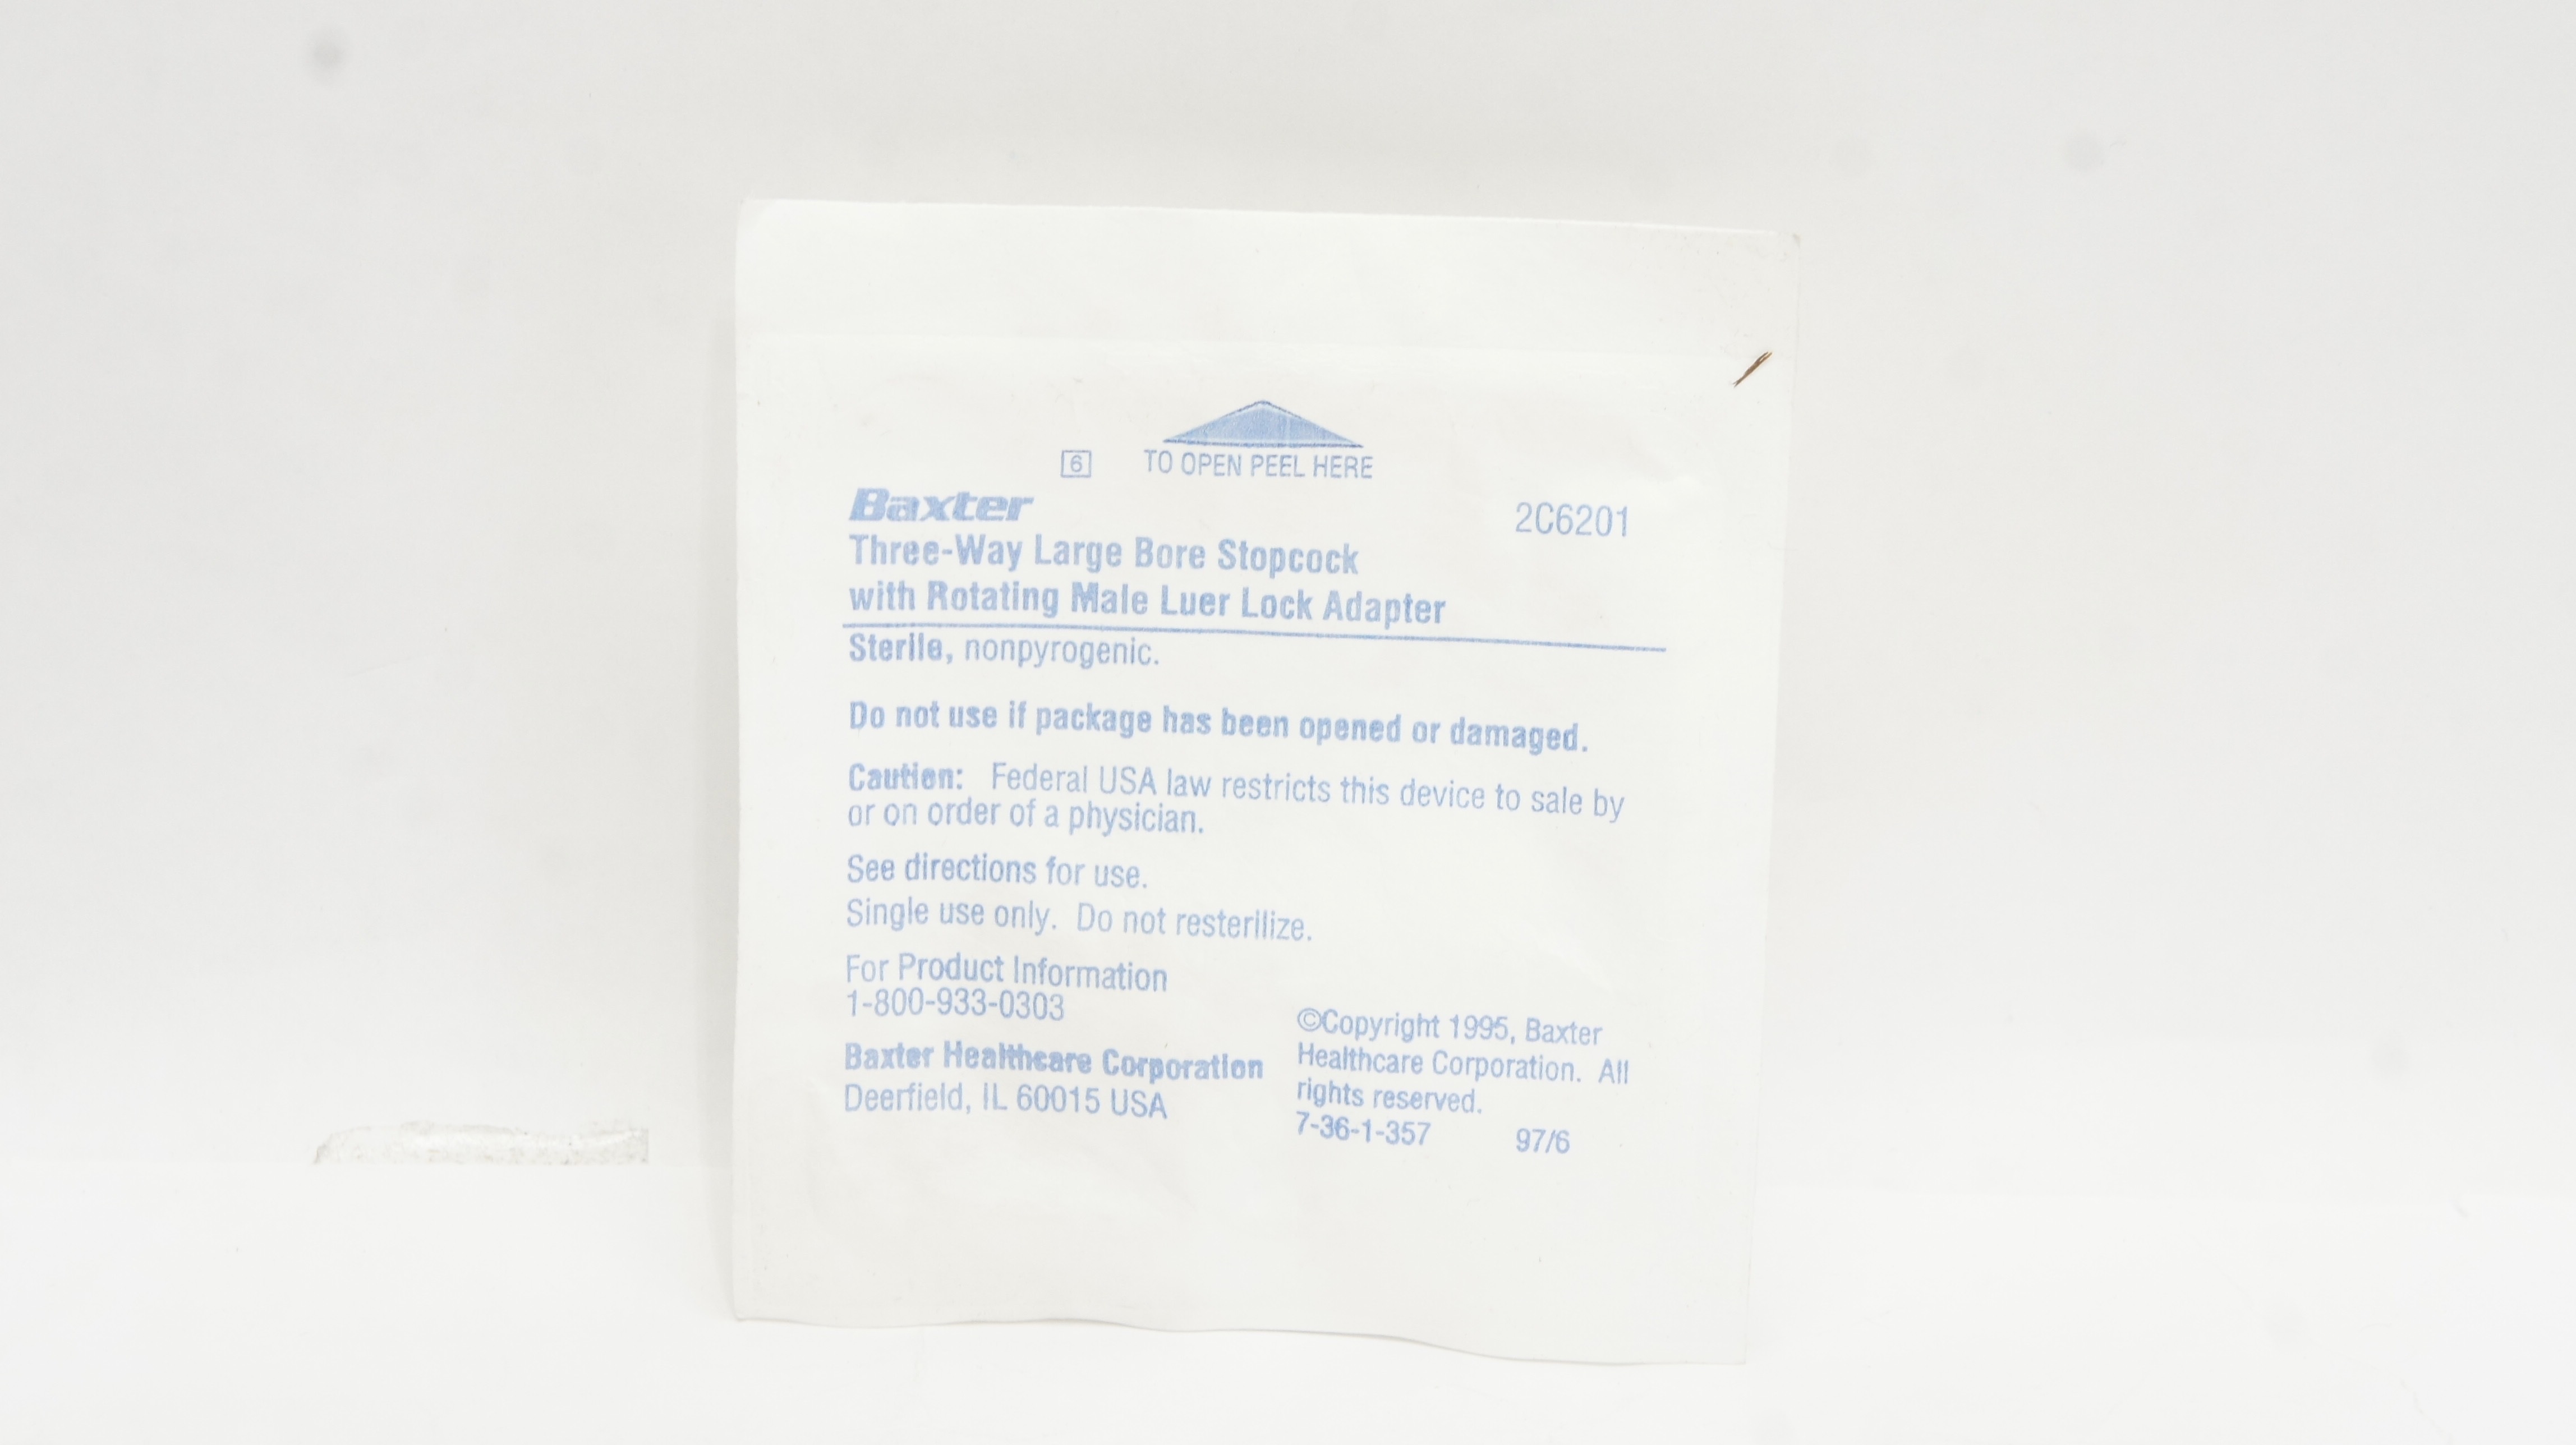 6 TO OPEN PEEL HERE
Baxter 2C6201
Three-Way Large Bore Stopcock
with Rotating Male Luer Lock Adapter
Sterile, nonpyrogenic.
Do not use if package has been opened or damaged.
Caution: Federal USA law restricts this device to sale by
or on order of a physician.
See directions for use.
Single use only. Do not resterilize.
For Product Information
1-800-933-0303
Baxter Healthcare Corporation
Deerfield, IL 60015 USA
©Copyright 1995, Baxter
Healthcare Corporation. All
rights reserved.
7-36-1-357 97/6